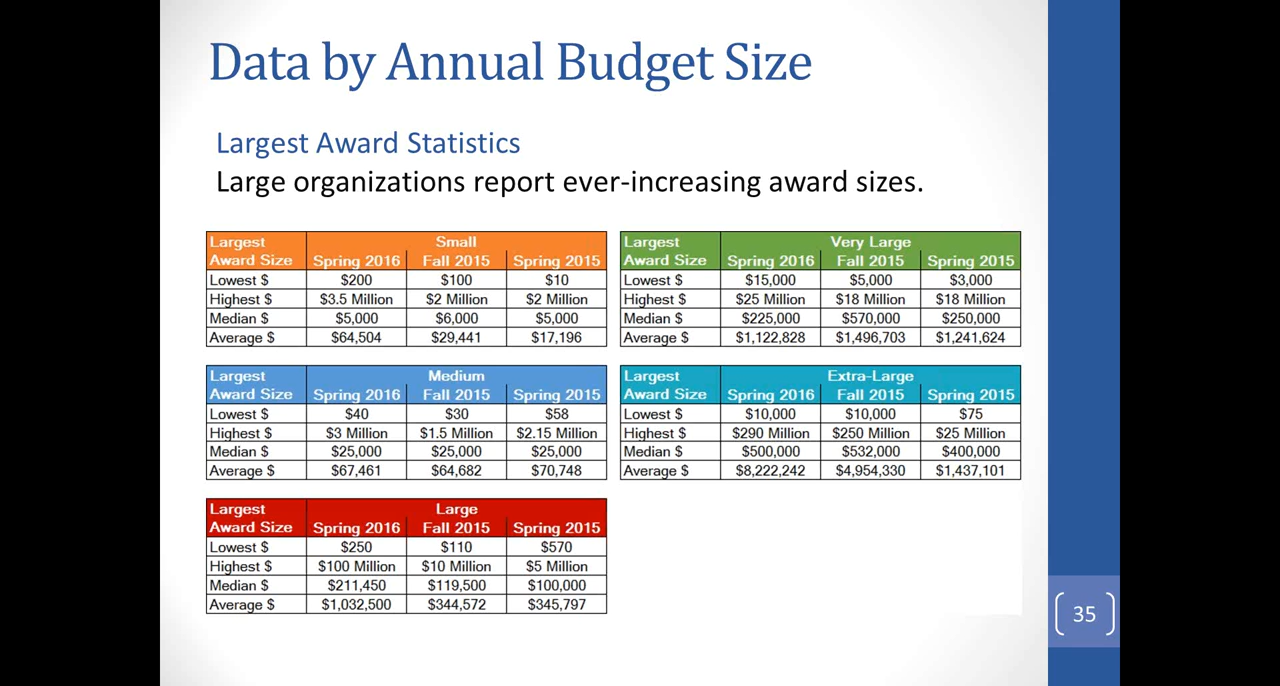 Data by Annual Budget Size
Largest Award Statistics
Large organizations report ever-increasing award sizes.
Largest Small
Award Size Spring 2016 Fall 2015 Spring 2015
Lowest $ $200 $100 $10
Highest $ $3.5 Million $2 Million $2 Million
Median $ $5,000 $6,000 $5,000
Average $ $64,504 $29,441 $17,196
Largest Very Large
Award Size Spring 2016 Fall 2015 Spring 2015
Lowest $ $15,000 $5,000 $3,000
Highest $ $25 Million $18 Million $18 Million
Median $ $225,000 $570,000 $250,000
Average $ $1,122,828 $1,496,703 $1,241,624
Largest Medium
Award Size Spring 2016 Fall 2015 Spring 2015
Lowest $ $40 $30 $58
Highest $ $3 Million $1.5 Million $2.15 Million
Median $ $25,000 $25,000 $25,000
Average $ $67,461 $64,682 $70,748
Largest Extra-Large
Award Size Spring 2016 Fall 2015 Spring 2015
Lowest $ $10,000 $10,000 $75
Highest $ $290 Million $250 Million $25 Million
Median $ $500,000 $532,000 $400,000
Average $ $8,222,242 $4,954,330 $1,437,101
Largest Large
Award Size Spring 2016 Fall 2015 Spring 2015
Lowest $ $250 $110 $570
Highest $ $100 Million $10 Million $5 Million
Median $ $211,450 $119,500 $100,000
Average $ $1,032,500 $344,572 $345,797
35